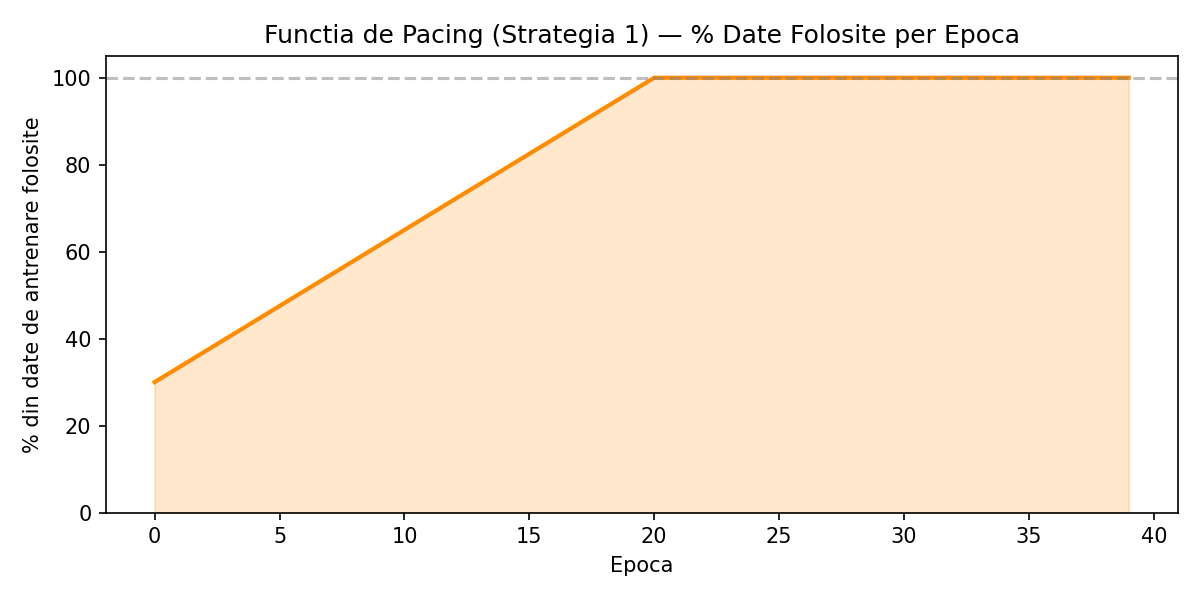 Functia de Pacing (Strategia 1) — % Date Folosite per Epoca
% din date de antrenare folosite
100
80
60
40
20
0
0 5 10 15 20 25 30 35 40
Epoca